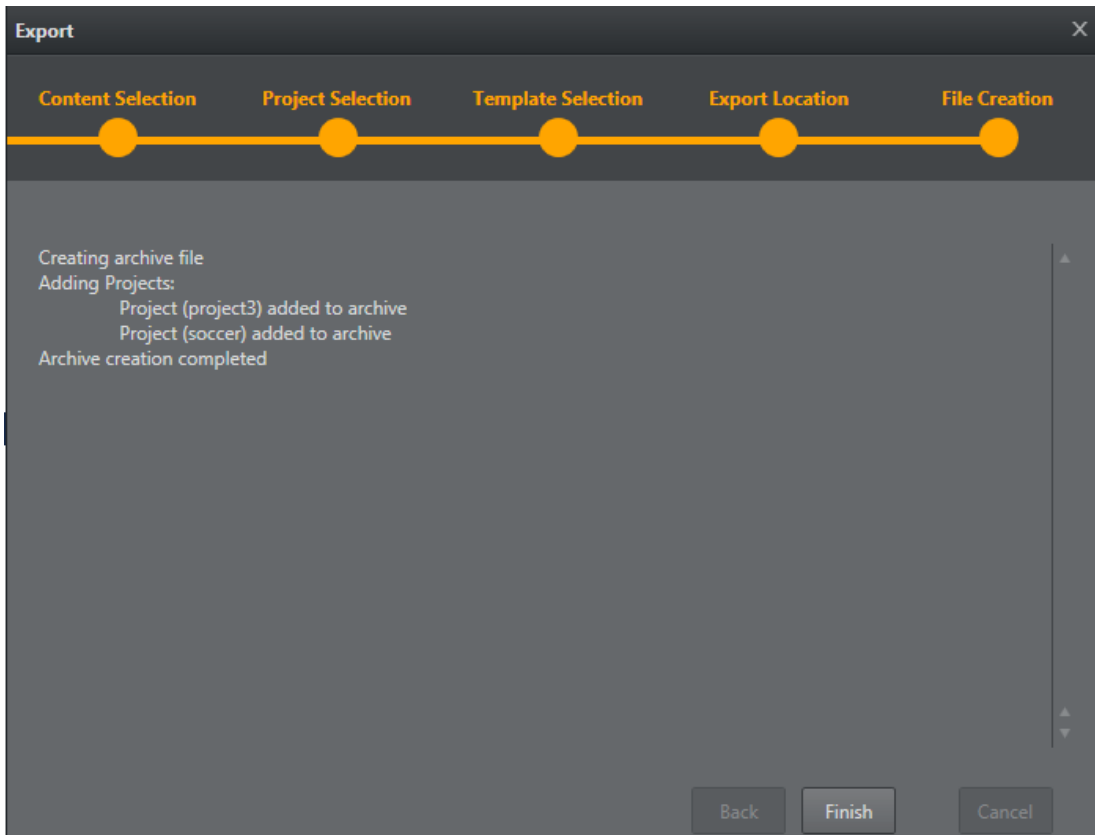 Export
X
Content Selection
Project Selection
Template Selection
Export Location
File Creation
Creating archive file
Adding Projects:
Project (project3) added to archive
Project (soccer) added to archive
Archive creation completed
Back
Finish
Cancel